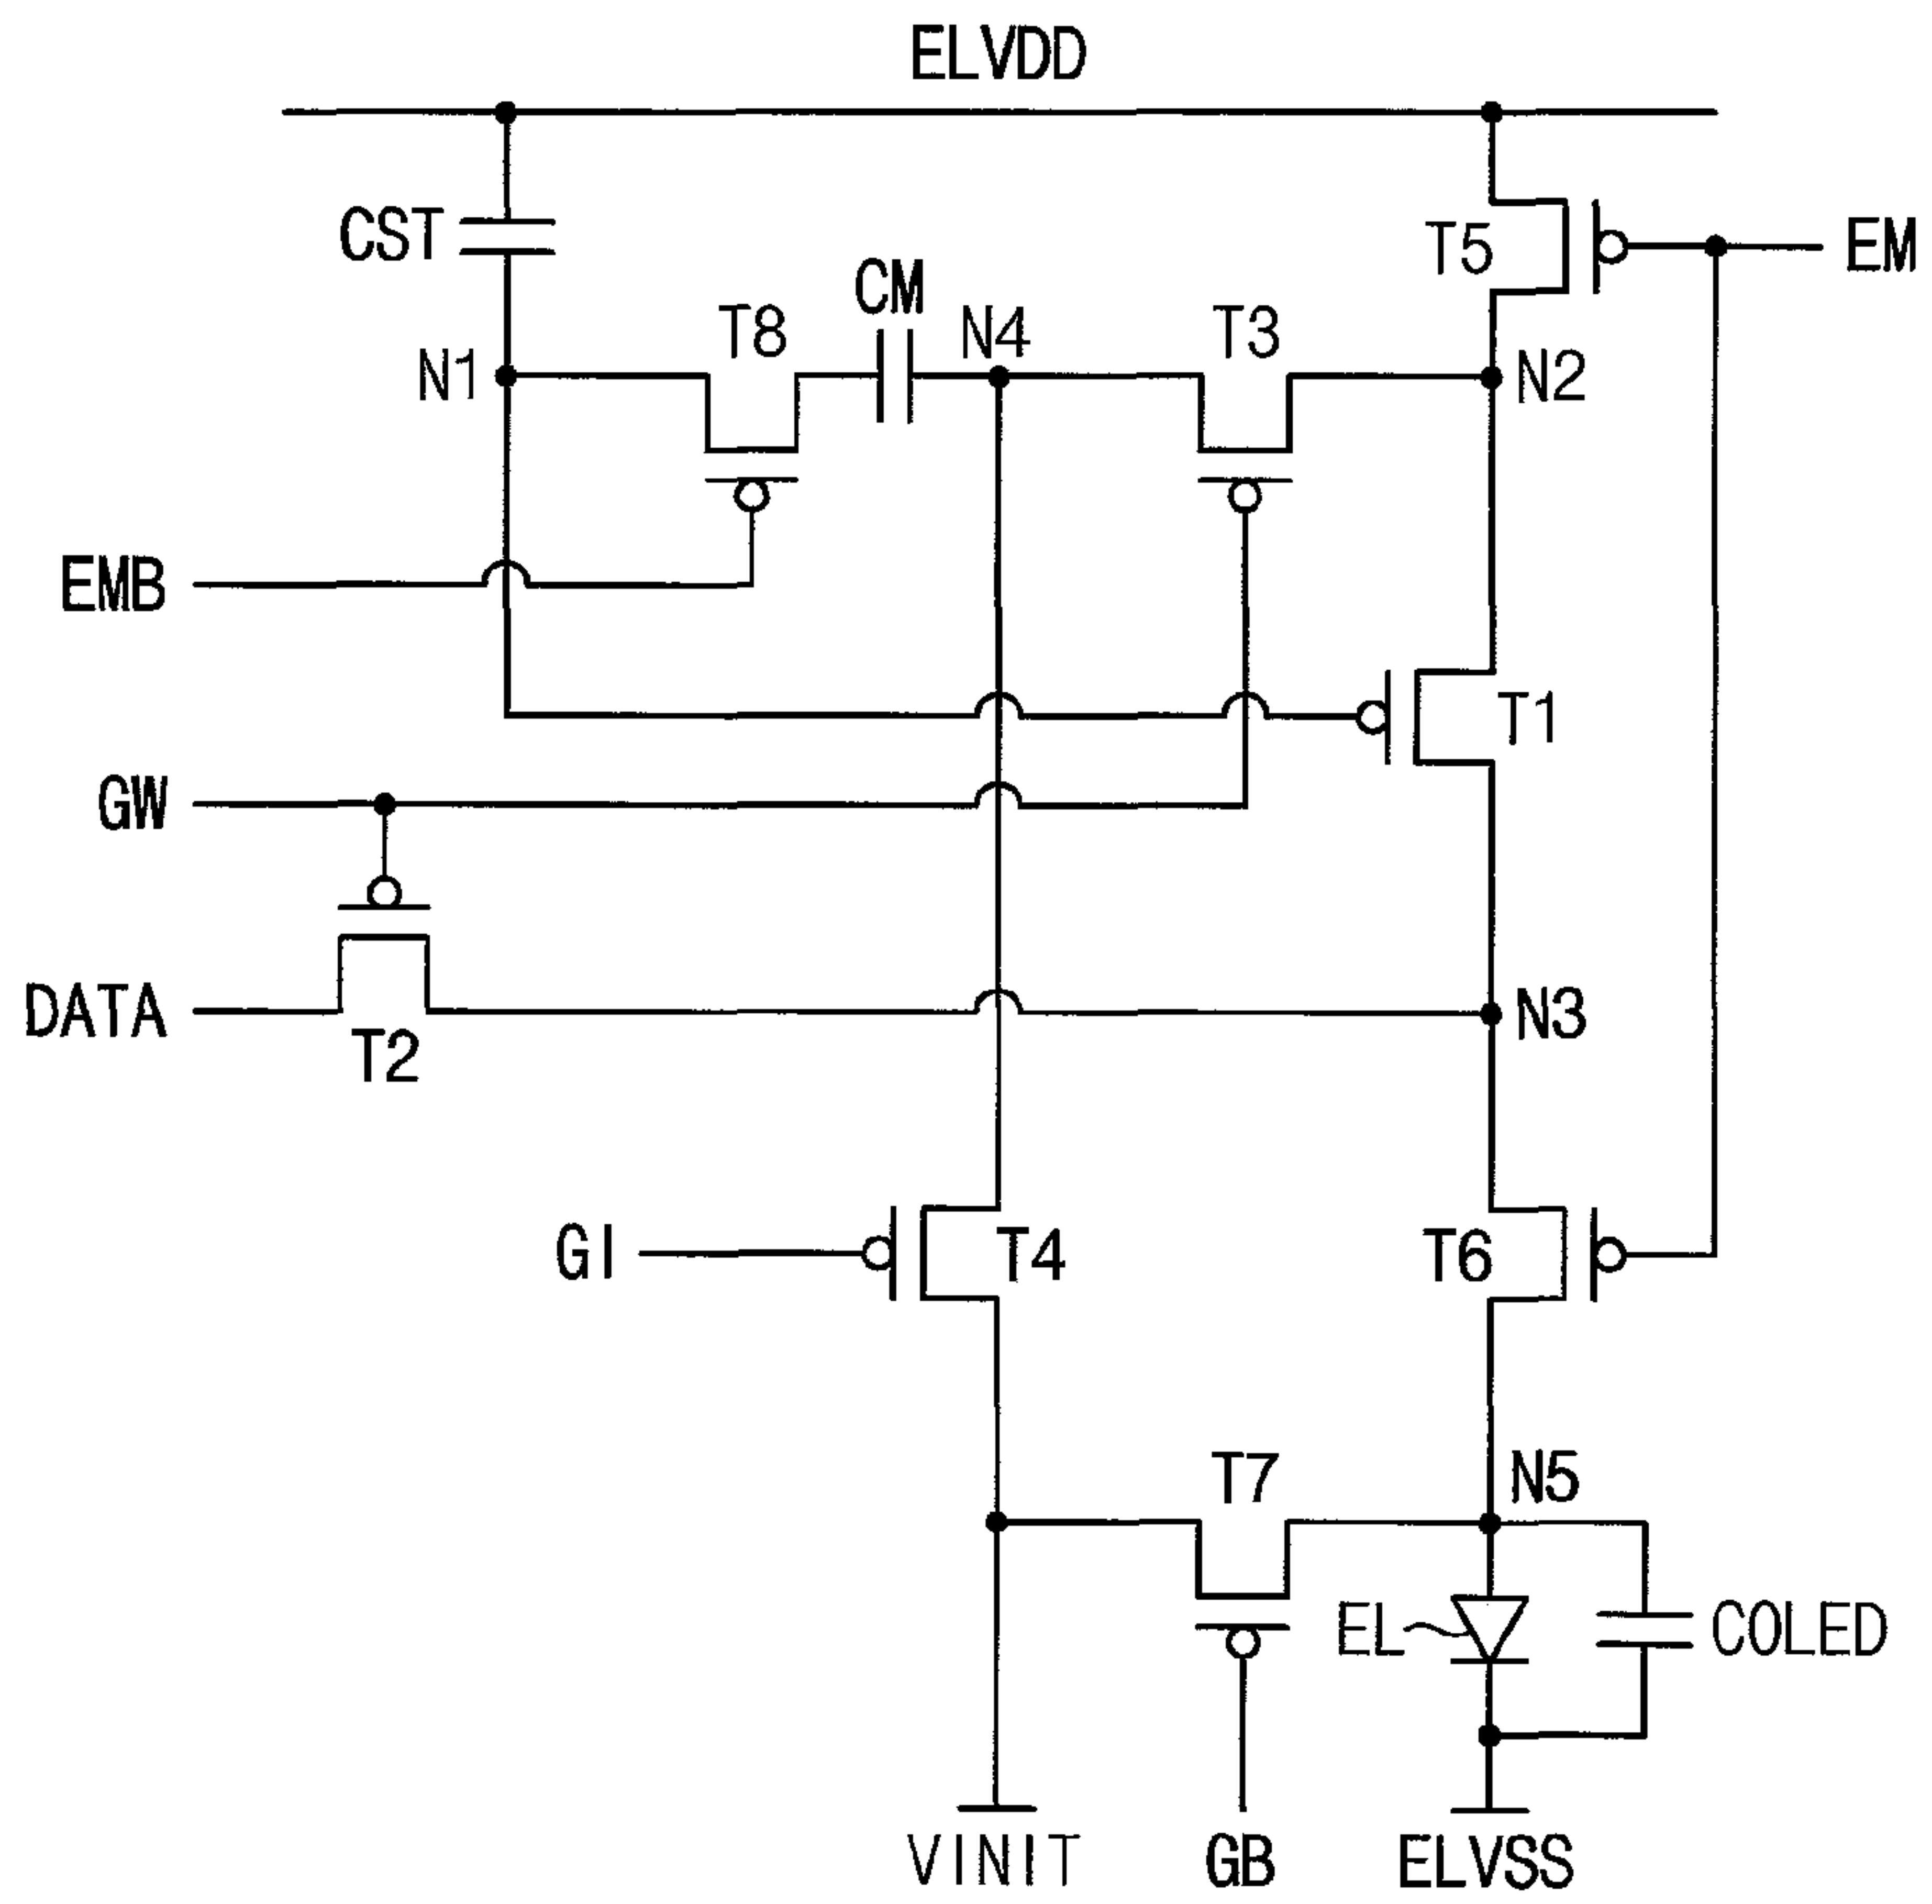 ELVDD
CST
T5
EM
CM
T8
N4
T3
N1
N2
EMB
T1
GW
DATA
N3
T2
GI
T4
T6
T7
N5
EL
COLED
VINIT
GB
ELVSS